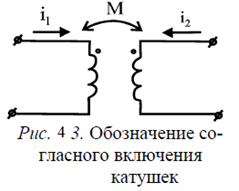 i₁ M i₂
Рис. 4 3. Обозначение со-
гласного включения
катушек